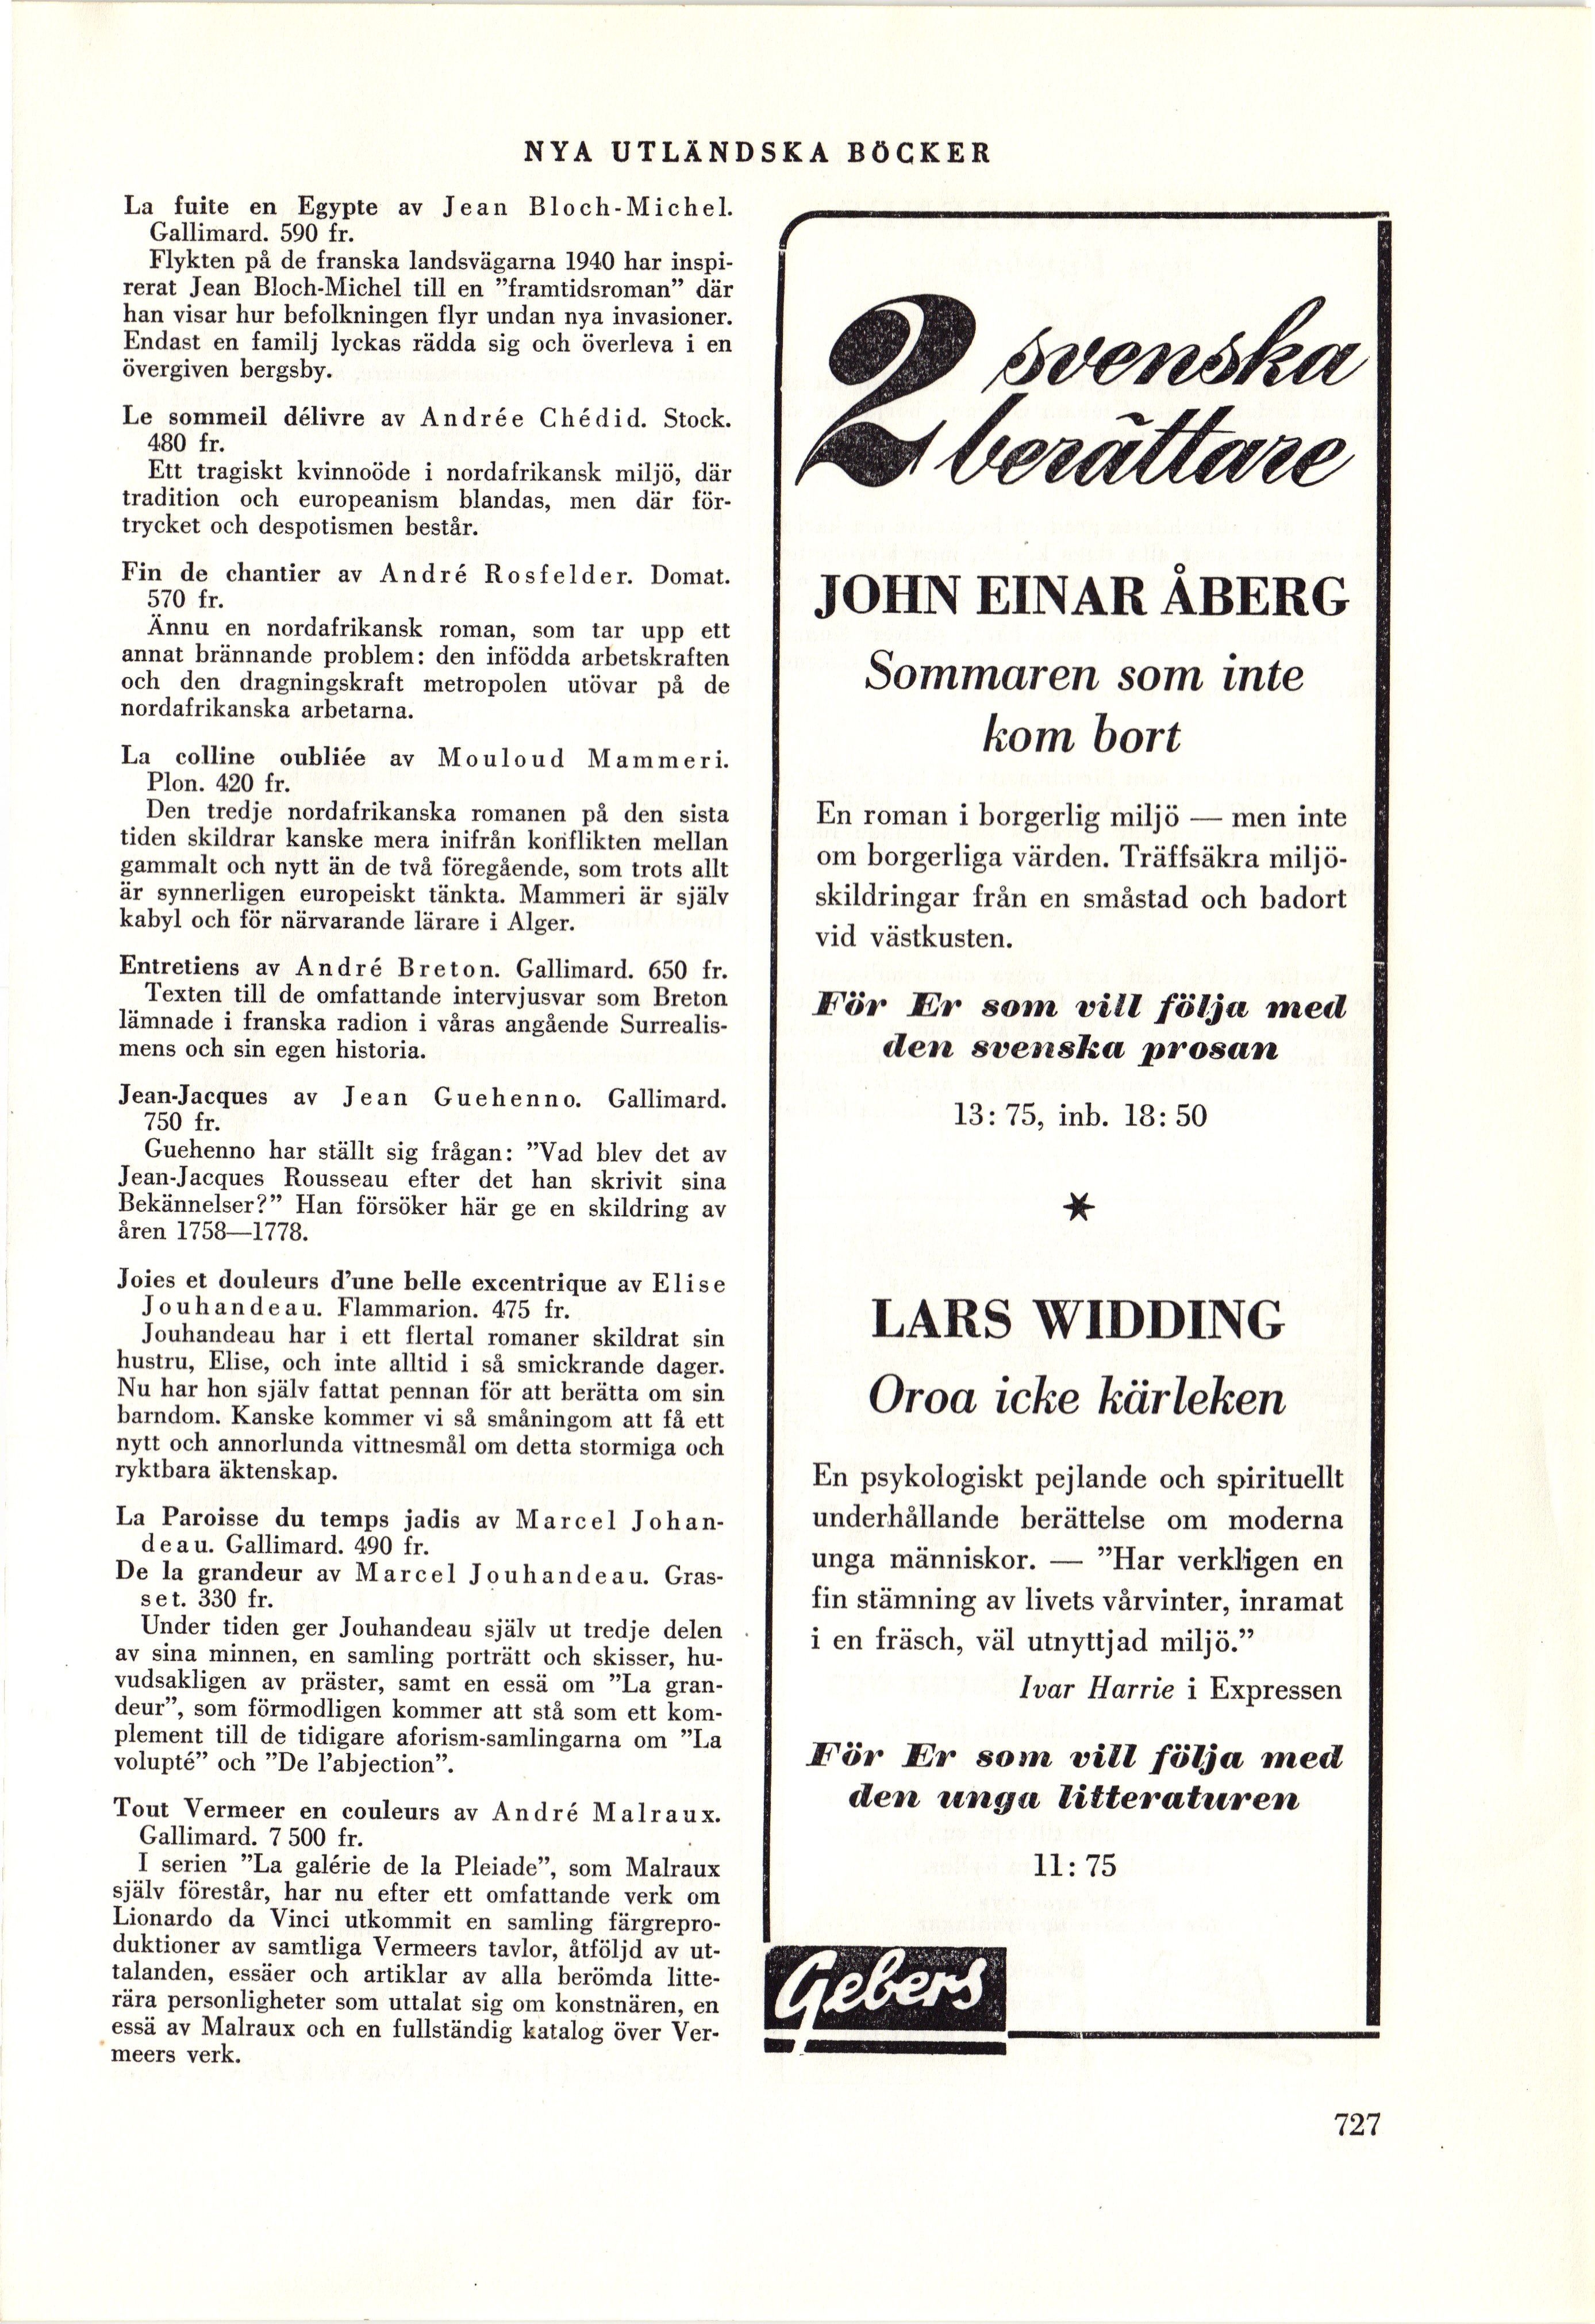 NYA UTLÄNDSKA BÖCKER
La fuite en Egypte av Jean Bloch-Michel.
Gallimard. 590 fr.
Flykten på de franska landsvägarna 1940 har inspi-
rerat Jean Bloch-Michel till en ”framtidsroman” där
han visar hur befolkningen flyr undan nya invasioner.
Endast en familj lyckas rädda sig och överleva i en
övergiven bergsby.
Le sommeil délivre av Andrée Chédid. Stock.
480 fr.
Ett tragiskt kvinnoöde i nordafrikansk miljö, där
tradition och europeanism blandas, men där för-
trycket och despotismen består.
Fin de chantier av André Rosfelder. Domat.
570 fr.
Ännu en nordafrikansk roman, som tar upp ett
annat brännande problem: den infödda arbetskraften
och den dragningskraft metropolen utövar på de
nordafrikanska arbetarna.
La colline oubliée av Mouloud Mammeri.
Plon. 420 fr.
Den tredje nordafrikanska romanen på den sista
tiden skildrar kanske mera inifrån konflikten mellan
gammalt och nytt än de två föregående, som trots allt
är synnerligen europeiskt tänkta. Mammeri är själv
kabyl och för närvarande lärare i Alger.
Entretiens av André Breton. Gallimard. 650 fr.
Texten till de omfattande intervjusvar som Breton
lämnade i franska radion i våras angående Surrealis-
mens och sin egen historia.
Jean-Jacques av Jean Guehenno. Gallimard.
750 fr.
Guehenno har ställt sig frågan: ”Vad blev det av
Jean-Jacques Rousseau efter det han skrivit sina
Bekännelser?” Han försöker här ge en skildring av
åren 1758—1778.
Joies et douleurs d’une belle excentrique av Elise
Jouhandeau. Flammarion. 475 fr.
Jouhandeau har i ett flertal romaner skildrat sin
hustru, Elise, och inte alltid i så smickrande dager.
Nu har hon själv fattat pennan för att berätta om sin
barndom. Kanske kommer vi så småningom att få ett
nytt och annorlunda vittnesmål om detta stormiga och
ryktbara äktenskap.
La Paroisse du temps jadis av Marcel Johan-
deau. Gallimard. 490 fr.
De la grandeur av Marcel Jouhandeau. Gras-
set. 330 fr.
Under tiden ger Jouhandeau själv ut tredje delen
av sina minnen, en samling porträtt och skisser, hu-
vudsakligen av präster, samt en essä om ”La gran-
deur”, som förmodligen kommer att stå som ett kom-
plement till de tidigare aforism-samlingarna om ”La
volupté” och ”De l’abjection”.
Tout Vermeer en couleurs av André Malraux.
Gallimard. 7 500 fr.
I serien ”La galérie de la Pleiade”, som Malraux
själv förestår, har nu efter ett omfattande verk om
Lionardo da Vinci utkommit en samling färgrepro-
duktioner av samtliga Vermeers tavlor, åtföljd av ut-
talanden, essäer och artiklar av alla berömda litte-
rära personligheter som uttalat sig om konstnären, en
essä av Malraux och en fullständig katalog över Ver-
meers verk.
2 svenska
berättare
JOHN EINAR ÅBERG
Sommaren som inte
kom bort
En roman i borgerlig miljö — men inte
om borgerliga värden. Träffsäkra miljö-
skildringar från en småstad och badort
vid västkusten.
För Er som vill följa med
den svenska prosan
13: 75, inb. 18: 50
*
LARS WIDDING
Oroa icke kärleken
En psykologiskt pejlande och spirituellt
underhållande berättelse om moderna
unga människor. — ”Har verkligen en
fin stämning av livets vårvinter, inramat
i en fräsch, väl utnyttjad miljö.”
Ivar Harrie i Expressen
För Er som vill följa med
den unga litteraturen
11: 75
Gebers
727